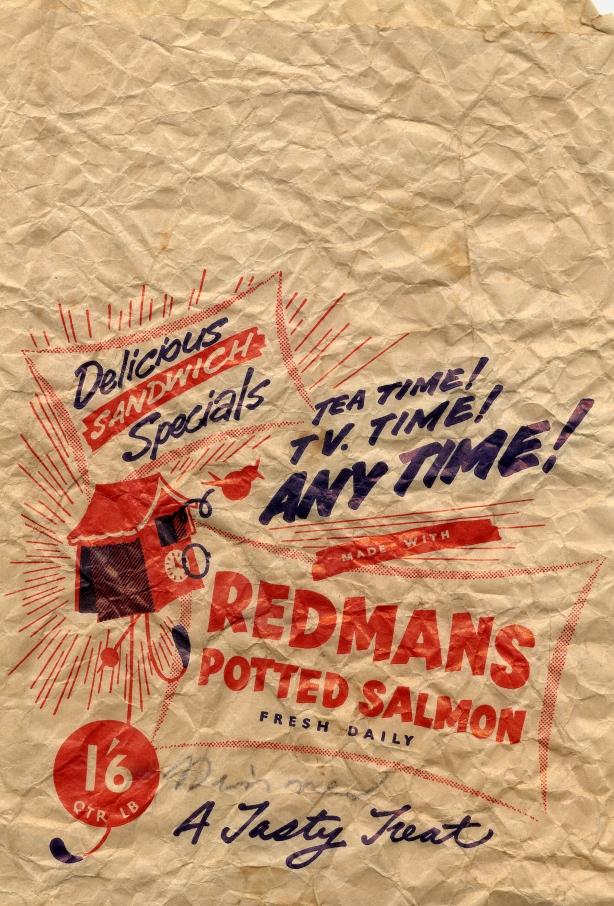 Delicious
SANDWICH
Specials
TEA TIME!
T.V. TIME!
ANY TIME!
MADE WITH
REDMANS
POTTED SALMON
FRESH DAILY
1'6
QTR LB
A Tasty Treat